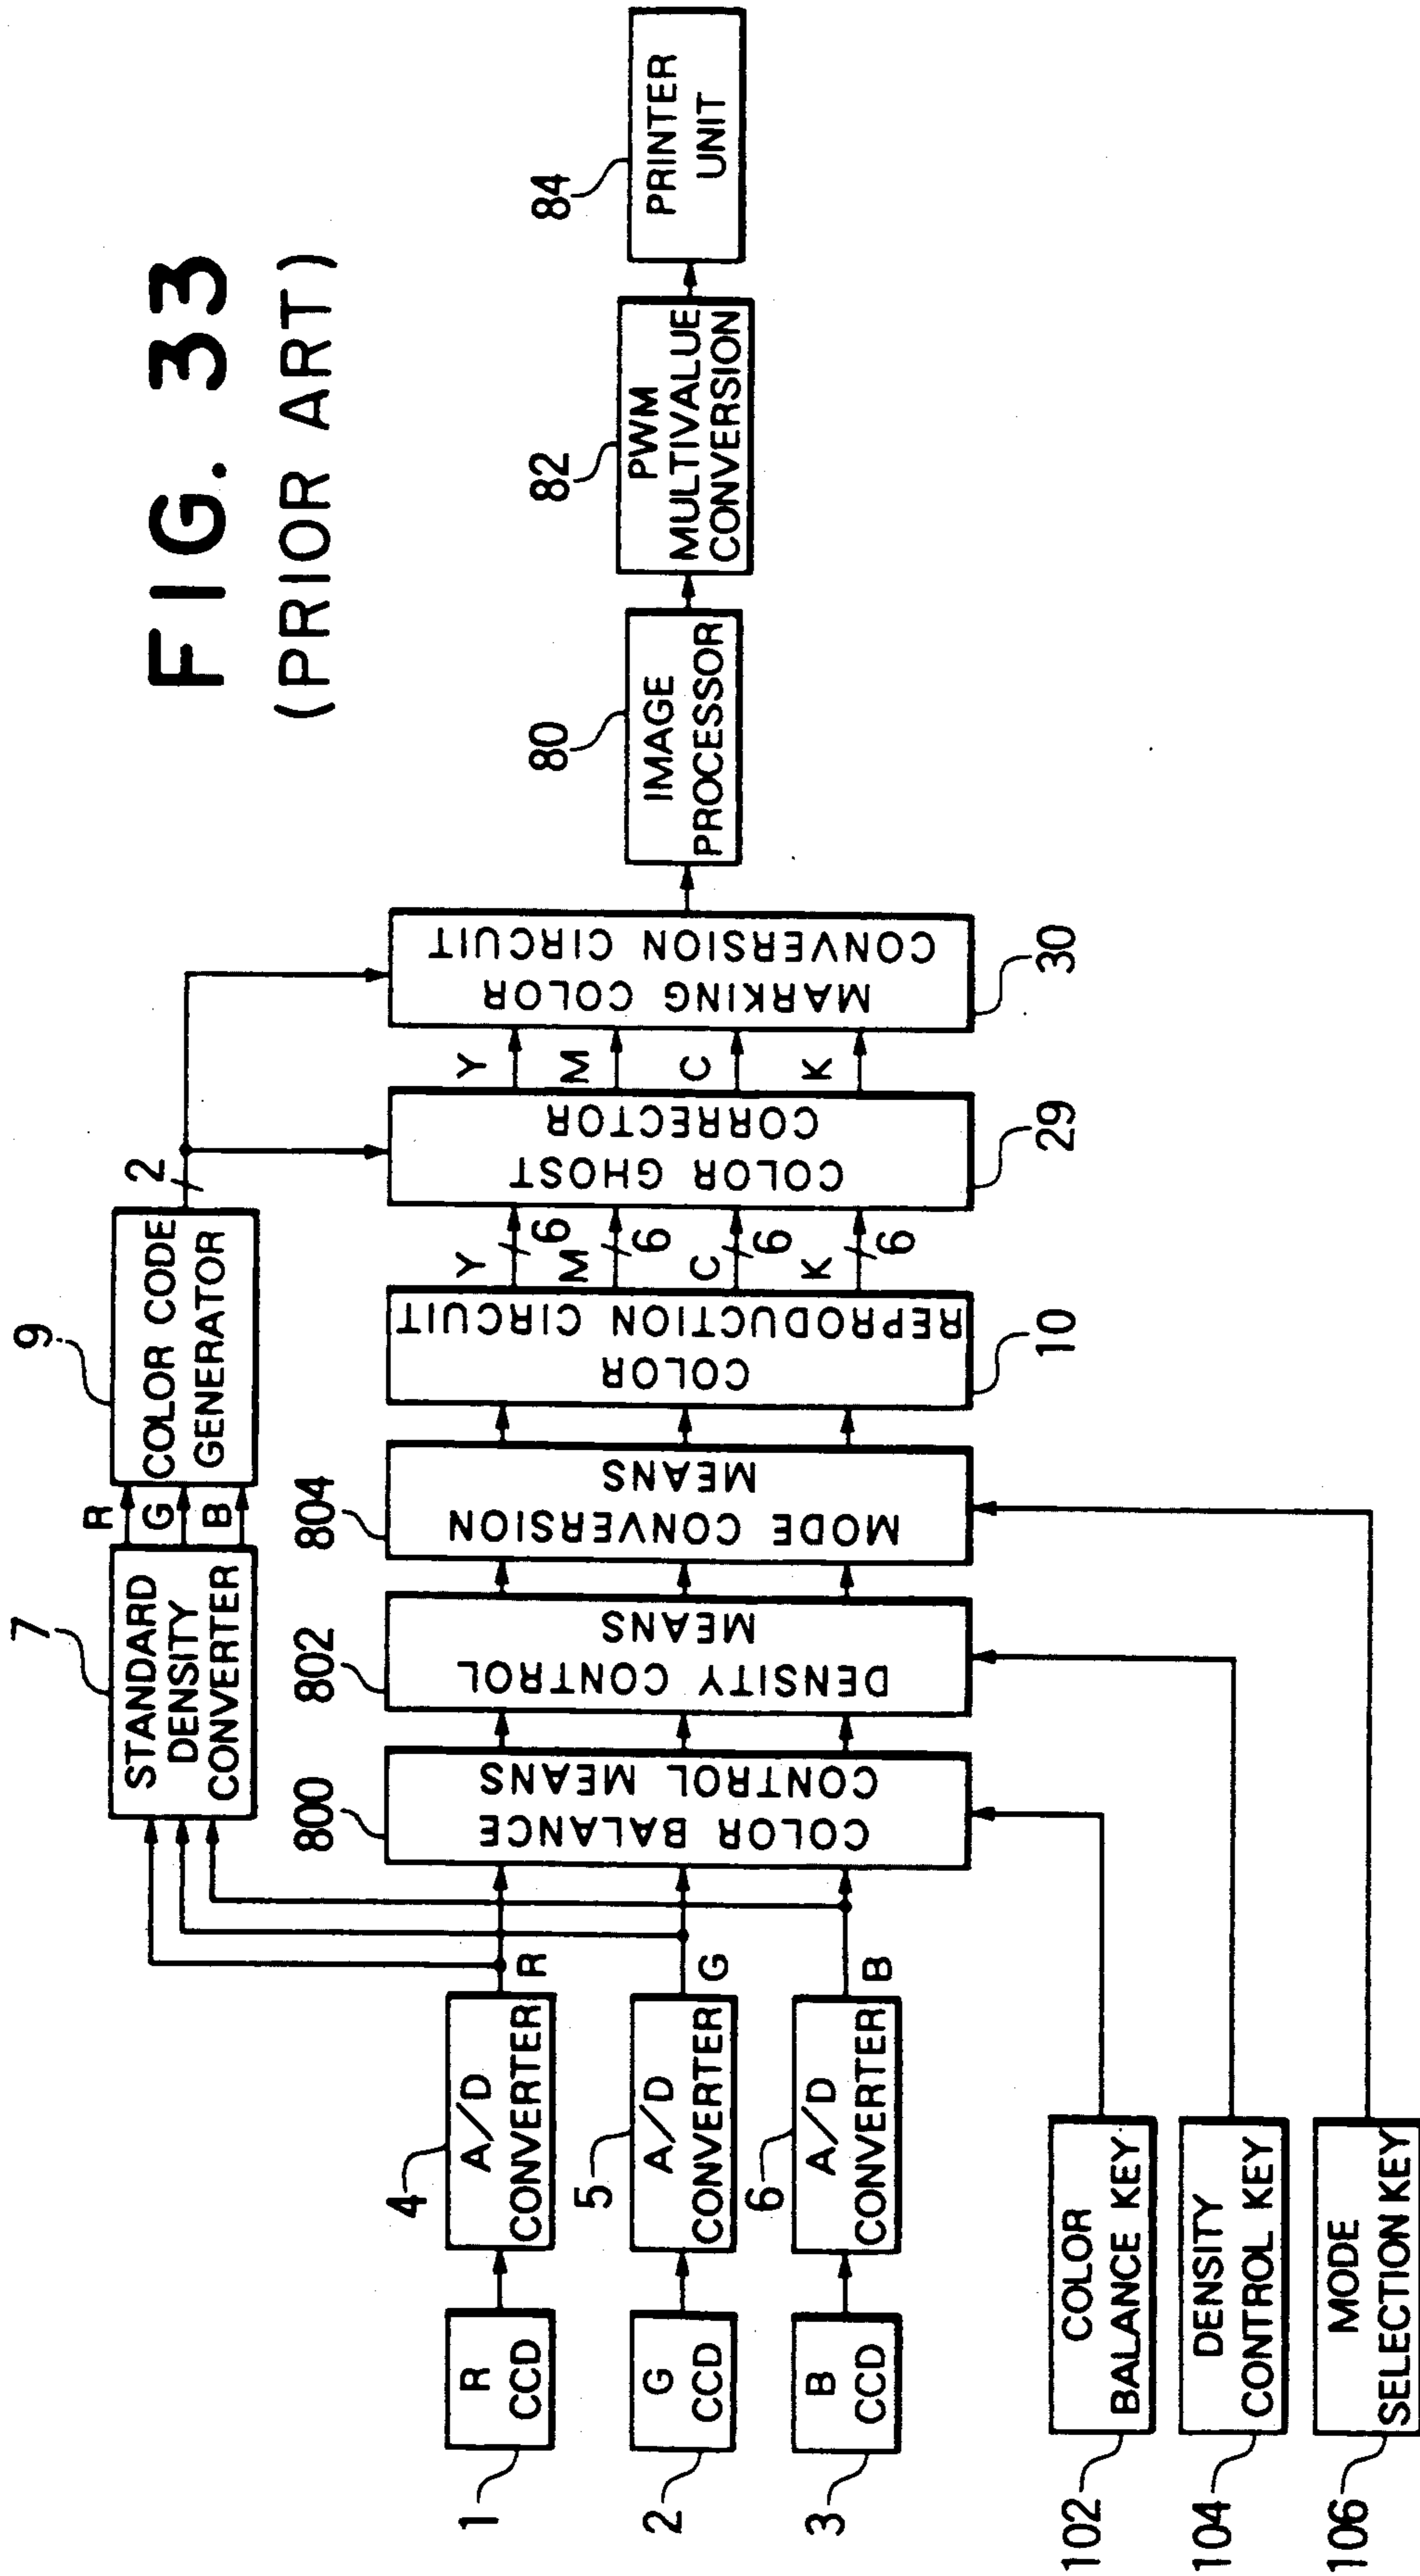 FIG. 33
(PRIOR ART)
7
STANDARD
DENSITY
CONVERTER
R
G
B
9
COLOR CODE
GENERATOR
2
1
R
CCD
4
A/D
CONVERTER
R
2
G
CCD
5
A/D
CONVERTER
G
3
B
CCD
6
A/D
CONVERTER
B
800
COLOR BALANCE
CONTROL MEANS
802
DENSITY CONTROL
MEANS
804
MODE CONVERSION
MEANS
COLOR
REPRODUCTION CIRCUIT
10
Y
6
M
6
C
6
K
6
COLOR GHOST
CORRECTOR
29
Y
M
C
K
MARKING COLOR
CONVERSION CIRCUIT
30
80
IMAGE
PROCESSOR
82
PWM
MULTIVALUE
CONVERSION
84
PRINTER
UNIT
102
COLOR
BALANCE KEY
104
DENSITY
CONTROL KEY
106
MODE
SELECTION KEY